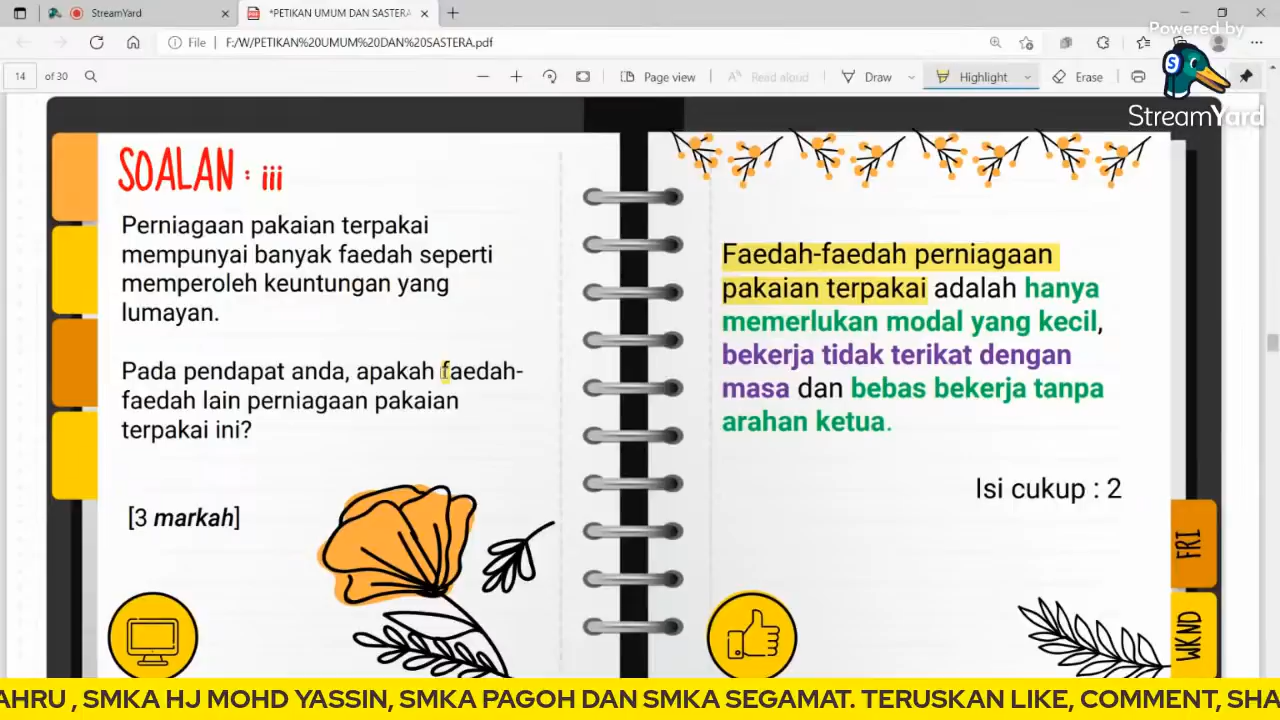 StreamYard
*PETIKAN UMUM DAN SASTERA
File
F:/W/PETIKAN%20UMUM%20DAN%20SASTERA.pdf
Powered by
StreamYard
14
of 30
Page view
Read aloud
Draw
Highlight
Erase
SOALAN : iii
Perniagaan pakaian terpakai
mempunyai banyak faedah seperti
memperoleh keuntungan yang
lumayan.
Pada pendapat anda, apakah faedah-
faedah lain perniagaan pakaian
terpakai ini?
[3 markah]
Faedah-faedah perniagaan
pakaian terpakai adalah hanya
memerlukan modal yang kecil,
bekerja tidak terikat dengan
masa dan bebas bekerja tanpa
arahan ketua.
Isi cukup : 2
FRI
WKND
AHRU , SMKA HJ MOHD YASSIN, SMKA PAGOH DAN SMKA SEGAMAT. TERUSKAN LIKE, COMMENT, SHA